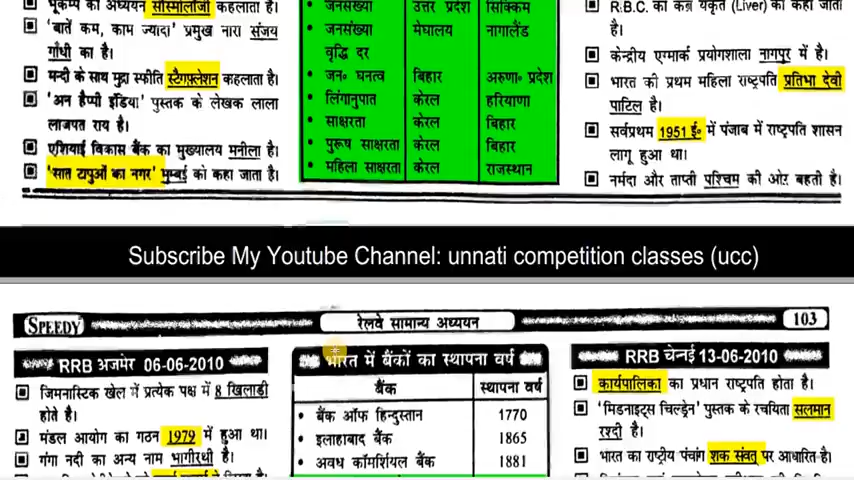 भूकम्प का अध्ययन सीस्मोलॉजी कहलाता है।
'बातें कम, काम ज्यादा' प्रमुख नारा संजय
गाँधी का है।
मन्दी के साथ मुद्रा स्फीति स्टैगफ्लेशन कहलाता है।
'अन हैप्पी इंडिया' पुस्तक के लेखक लाला
लाजपत राय है।
एशियाई विकास बैंक का मुख्यालय मनीला है।
'सात टापुओं का नगर' मुम्बई को कहा जाता है।
जनसंख्या उत्तर प्रदेश सिक्किम
जनसंख्या मेघालय नागालैंड
वृद्धि दर
जन० घनत्व बिहार अरुणा० प्रदेश
लिंगानुपात केरल हरियाणा
साक्षरता केरल बिहार
पुरूष साक्षरता केरल बिहार
महिला साक्षरता केरल राजस्थान
R.B.C. की कब्र यकृत (Liver) को कहा जाता
है।
केन्द्रीय एग्मार्क प्रयोगशाला नागपुर में है।
भारत की प्रथम महिला राष्ट्रपति प्रतिभा देवी
पाटिल है।
सर्वप्रथम 1951 ई० में पंजाब में राष्ट्रपति शासन
लागू हुआ था।
नर्मदा और ताप्ती पश्चिम की ओर बहती है।
Subscribe My Youtube Channel: unnati competition classes (ucc)
SPEEDY रेलवे सामान्य अध्ययन 103
RRB अजमेर 06-06-2010
जिमनास्टिक खेल में प्रत्येक पक्ष में 8 खिलाड़ी
होते है।
मंडल आयोग का गठन 1979 में हुआ था।
गंगा नदी का अन्य नाम भागीरथी है।
भारत में बैंकों का स्थापना वर्ष
बैंक स्थापना वर्ष
बैंक ऑफ हिन्दुस्तान 1770
इलाहाबाद बैंक 1865
अवध कॉमर्शियल बैंक 1881
RRB चेन्नई 13-06-2010
कार्यपालिका का प्रधान राष्ट्रपति होता है।
'मिडनाइट्स चिल्ड्रेन' पुस्तक के रचयिता सलमान
रश्दी है।
भारत का राष्ट्रीय पंचांग शक संवत् पर आधारित है।